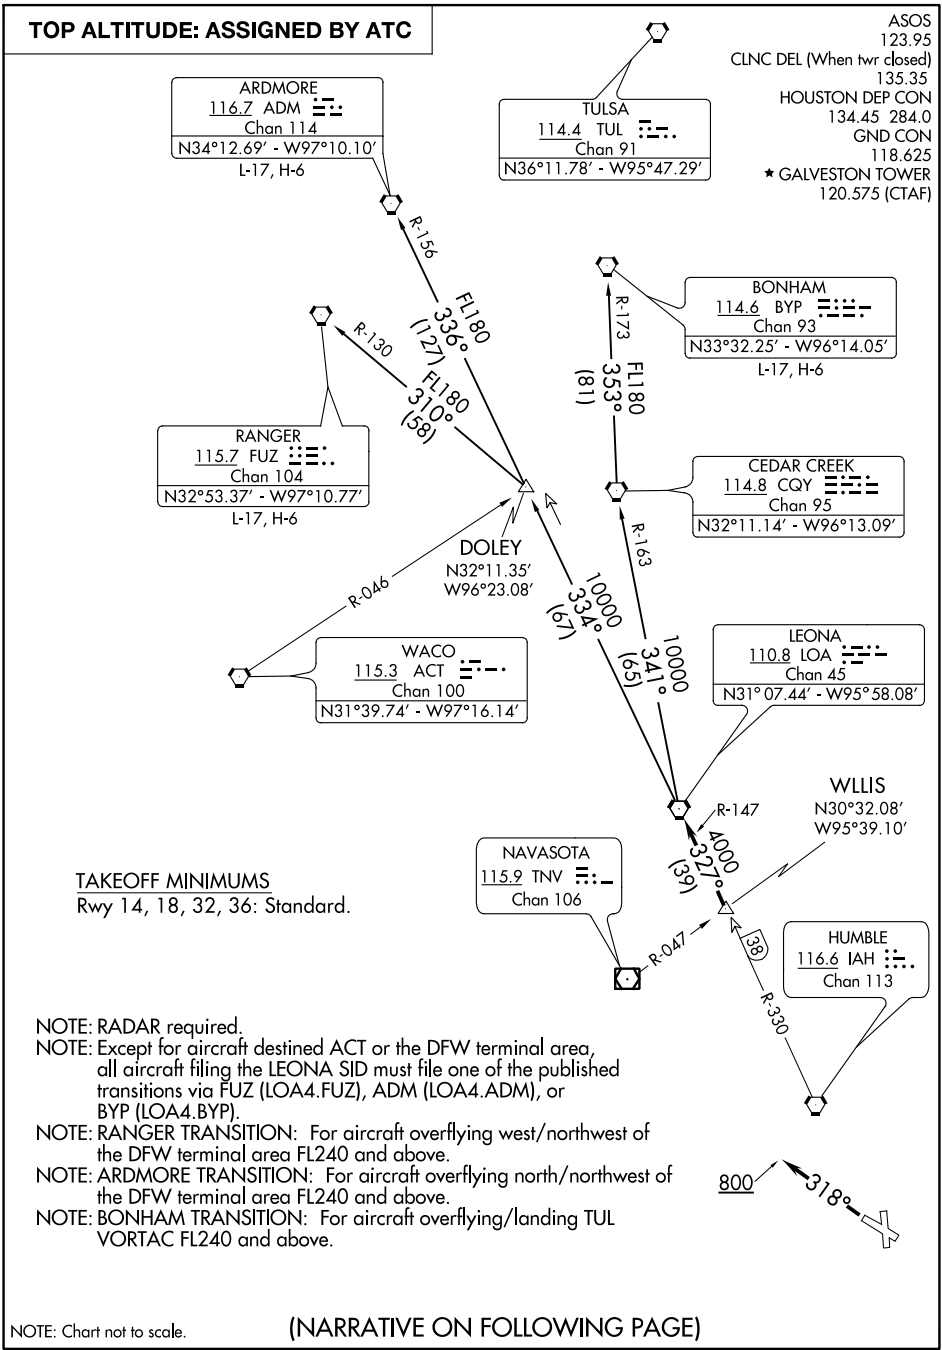 TOP ALTITUDE: ASSIGNED BY ATC
ASOS
123.95
CLNC DEL (When twr closed)
135.35
HOUSTON DEP CON
134.45 284.0
GND CON
118.625
★ GALVESTON TOWER
120.575 (CTAF)
ARDMORE
116.7 ADM
Chan 114
N34°12.69′ - W97°10.10′
L-17, H-6
TULSA
114.4 TUL
Chan 91
N36°11.78′ - W95°47.29′
R-156
FL180
336°
(127)
BONHAM
114.6 BYP
Chan 93
N33°32.25′ - W96°14.05′
L-17, H-6
R-173
FL180
353°
(81)
R-130
FL180
310°
(58)
RANGER
115.7 FUZ
Chan 104
N32°53.37′ - W97°10.77′
L-17, H-6
CEDAR CREEK
114.8 CQY
Chan 95
N32°11.14′ - W96°13.09′
DOLEY
N32°11.35′
W96°23.08′
R-163
R-046
10000
334°
(67)
10000
341°
(65)
WACO
115.3 ACT
Chan 100
N31°39.74′ - W97°16.14′
LEONA
110.8 LOA
Chan 45
N31°07.44′ - W95°58.08′
WLLIS
N30°32.08′
W95°39.10′
R-147
4000
327°
(39)
NAVASOTA
115.9 TNV
Chan 106
TAKEOFF MINIMUMS
Rwy 14, 18, 32, 36: Standard.
R-047
38
HUMBLE
116.6 IAH
Chan 113
R-330
NOTE: RADAR required.
NOTE: Except for aircraft destined ACT or the DFW terminal area,
all aircraft filing the LEONA SID must file one of the published
transitions via FUZ (LOA4.FUZ), ADM (LOA4.ADM), or
BYP (LOA4.BYP).
NOTE: RANGER TRANSITION: For aircraft overflying west/northwest of
the DFW terminal area FL240 and above.
NOTE: ARDMORE TRANSITION: For aircraft overflying north/northwest of
the DFW terminal area FL240 and above.
NOTE: BONHAM TRANSITION: For aircraft overflying/landing TUL
VORTAC FL240 and above.
800
318°
NOTE: Chart not to scale.
(NARRATIVE ON FOLLOWING PAGE)